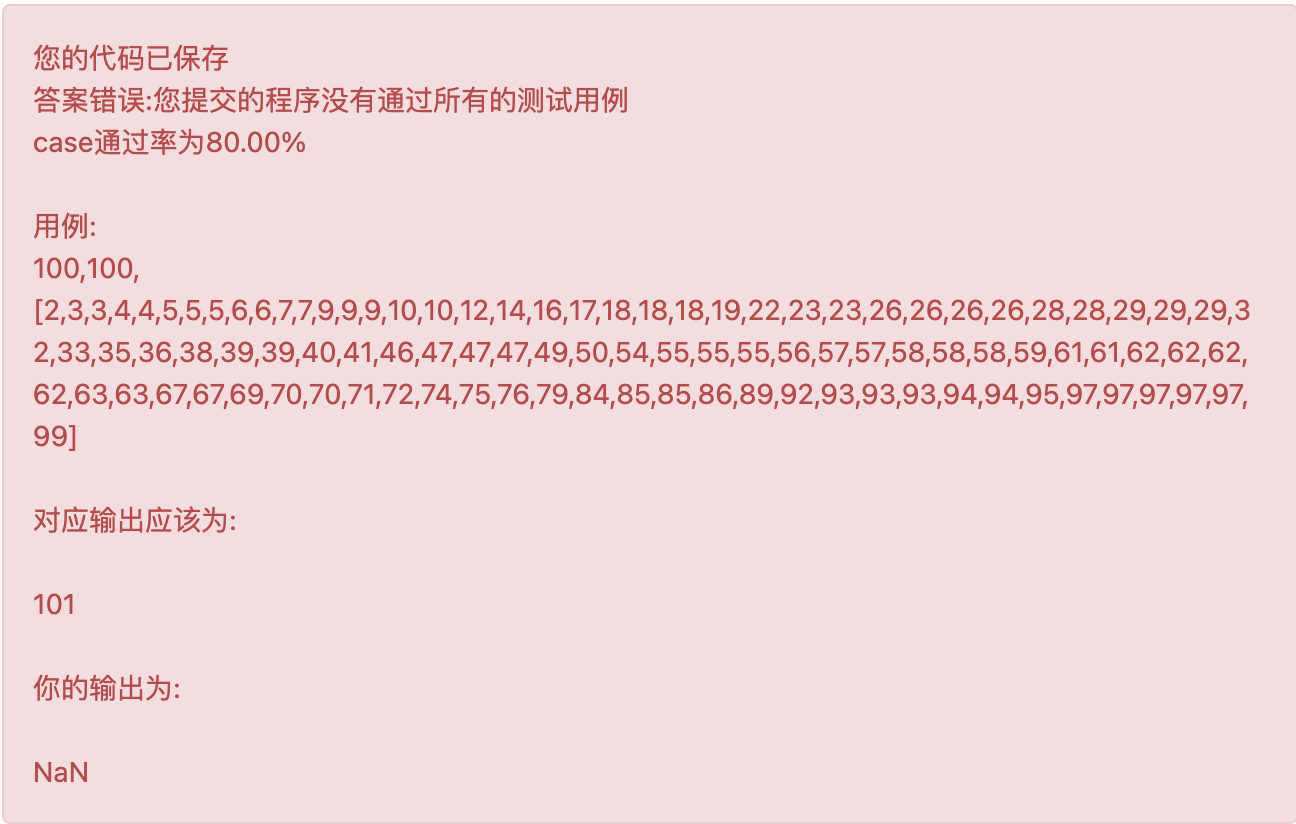 您的代码已保存
答案错误:您提交的程序没有通过所有的测试用例
case通过率为80.00%
用例:
100,100,
[2,3,3,4,4,5,5,5,6,6,7,7,9,9,9,10,10,12,14,16,17,18,18,18,19,22,23,23,26,26,26,26,28,28,29,29,29,3
2,33,35,36,38,39,39,40,41,46,47,47,47,49,50,54,55,55,55,56,57,57,58,58,58,59,61,61,62,62,62,
62,63,63,67,67,69,70,70,71,72,74,75,76,79,84,85,85,86,89,92,93,93,93,94,94,95,97,97,97,97,97,
99]
对应输出应该为:
101
你的输出为:
NaN